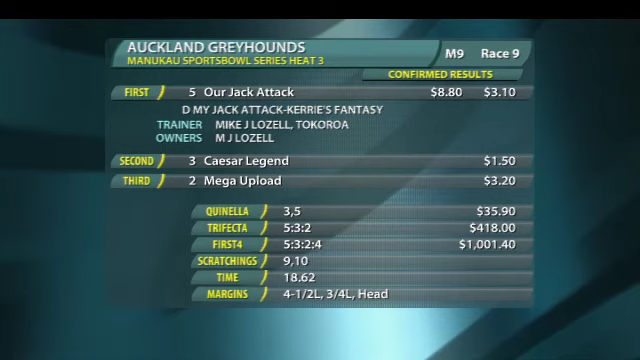 AUCKLAND GREYHOUNDS M9 Race 9
MANUKAU SPORTSBOWL SERIES HEAT 3
CONFIRMED RESULTS
FIRST 5 Our Jack Attack $8.80 $3.10
D MY JACK ATTACK-KERRIE'S FANTASY
TRAINER MIKE J LOZELL, TOKOROA
OWNERS M J LOZELL
SECOND 3 Caesar Legend $1.50
THIRD 2 Mega Upload $3.20
QUINELLA 3,5 $35.90
TRIFECTA 5:3:2 $418.00
FIRST4 5:3:2:4 $1,001.40
SCRATCHINGS 9,10
TIME 18.62
MARGINS 4-1/2L, 3/4L, Head